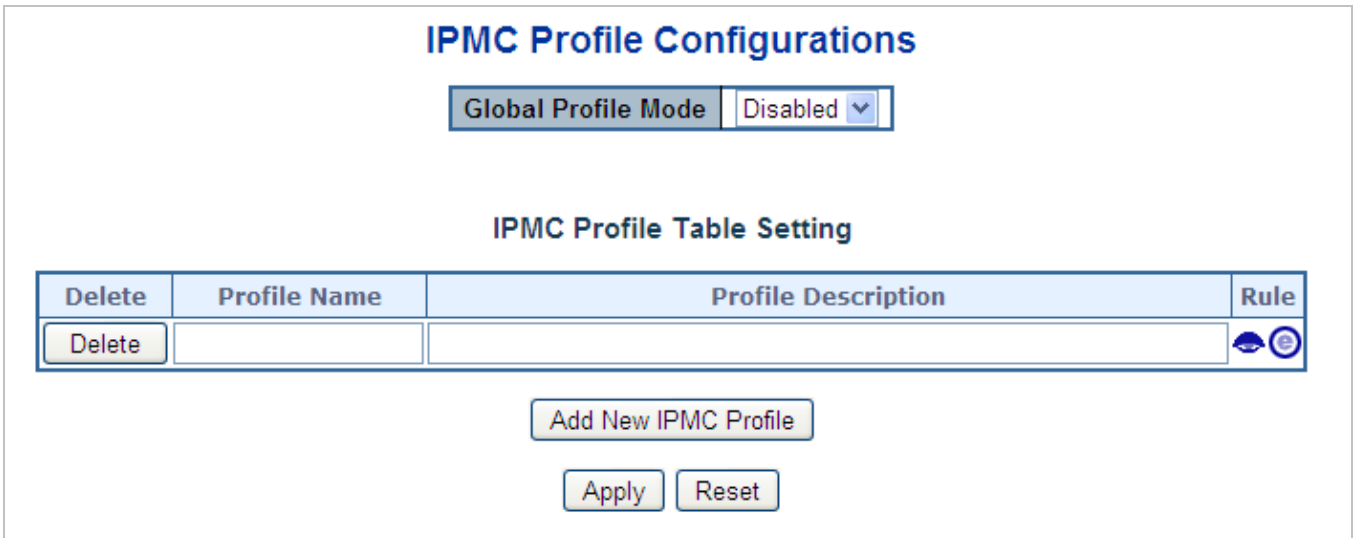 IPMC Profile Configurations
Global Profile Mode Disabled
IPMC Profile Table Setting
Delete Profile Name Profile Description Rule
Delete e
Add New IPMC Profile
Apply Reset